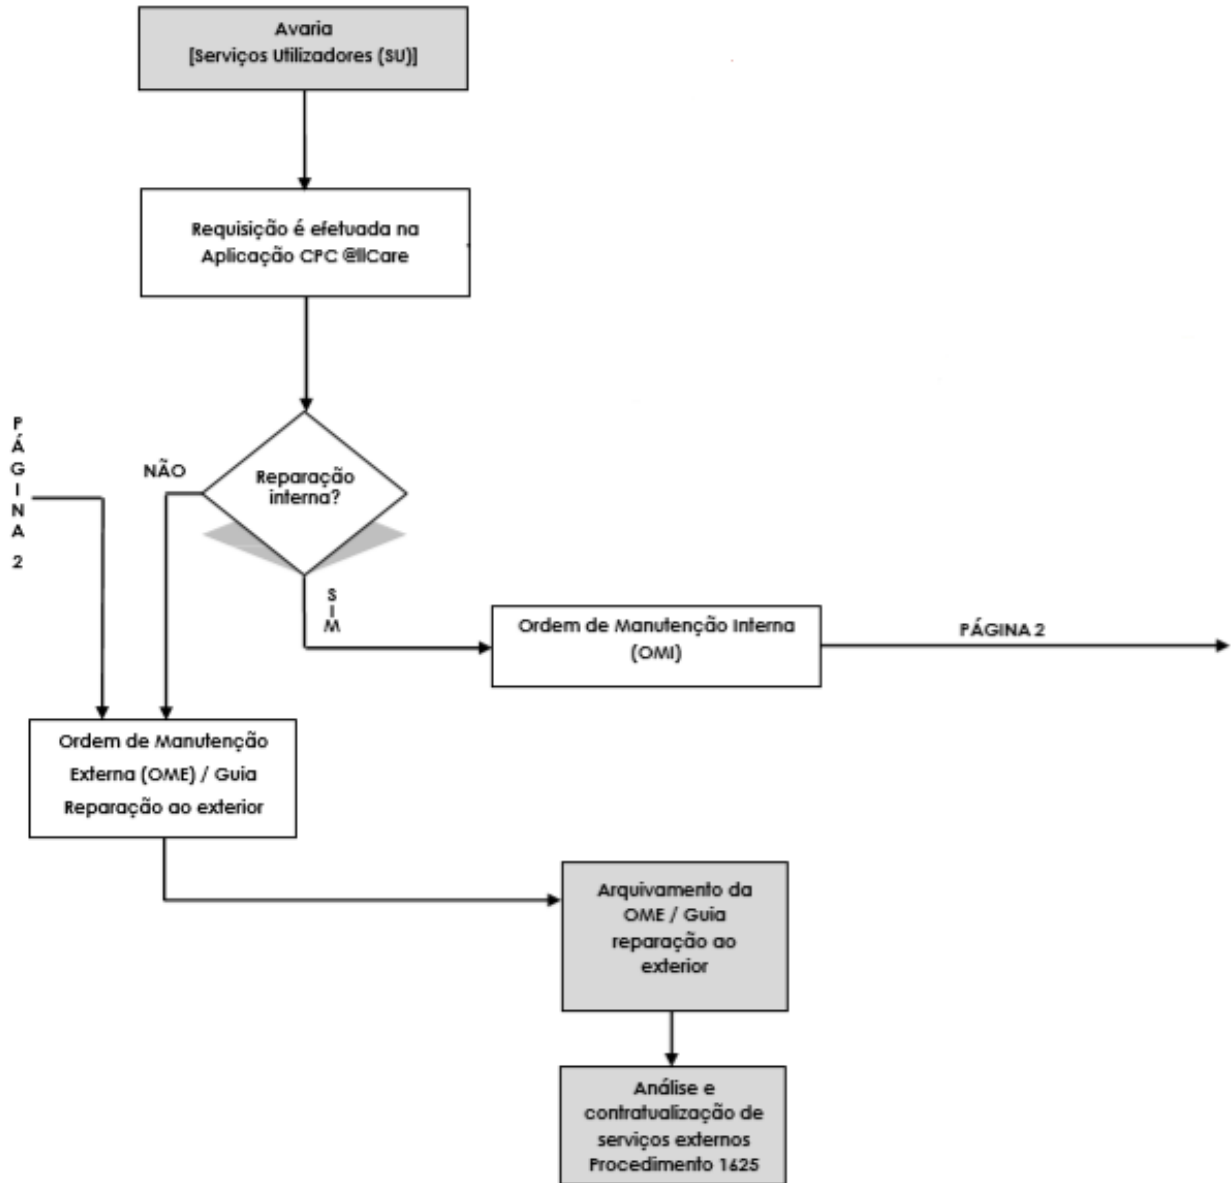 Avaria
[Serviços Utilizadores (SU)]
Requisição é efetuada na
Aplicação CPC @llCare
PÁGINA 2
NÃO
Reparação
interna?
SIM
Ordem de Manutenção Interna
(OMI)
PÁGINA 2
Ordem de Manutenção
Externa (OME) / Guia
Reparação ao exterior
Arquivamento da
OME / Guia
reparação ao
exterior
Análise e
contratualização de
serviços externos
Procedimento 1625